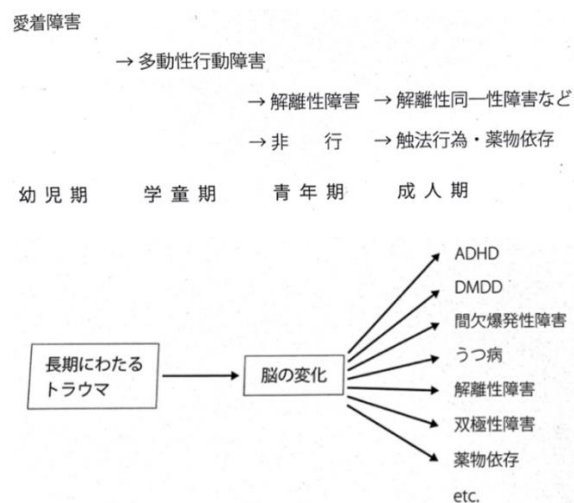 愛着障害
→ 多動性行動障害
→ 解離性障害 → 解離性同一性障害など
→ 非 行 → 触法行為・薬物依存
幼児期 学童期 青年期 成人期
長期にわたる
トラウマ
脳の変化
ADHD
DMDD
間欠爆発性障害
うつ病
解離性障害
双極性障害
薬物依存
etc.